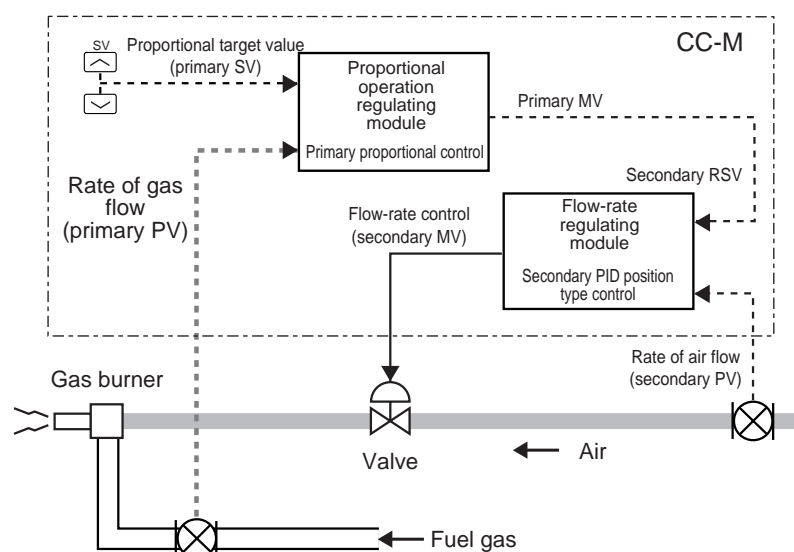 SV
Proportional target value
(primary SV)
CC-M
Proportional
operation
regulating
module
Primary proportional control
Primary MV
Rate of gas
flow
(primary PV)
Secondary RSV
Flow-rate control
(secondary MV)
Flow-rate
regulating
module
Secondary PID position
type control
Rate of air flow
(secondary PV)
Gas burner
Valve
Air
Fuel gas